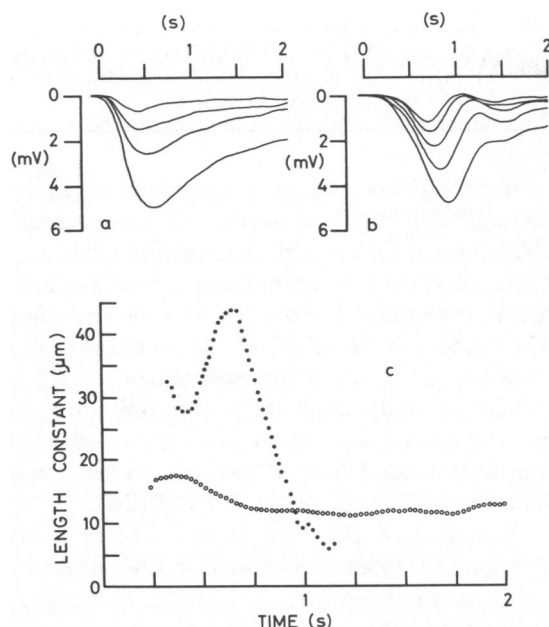 (s) (s)
0 1 2 0 1 2
0 0
2 2
(mV) (mV)
4 4
6 a 6 b
LENGTH CONSTANT (μm)
40
30
20
10
0
c
0 1 2
TIME (s)